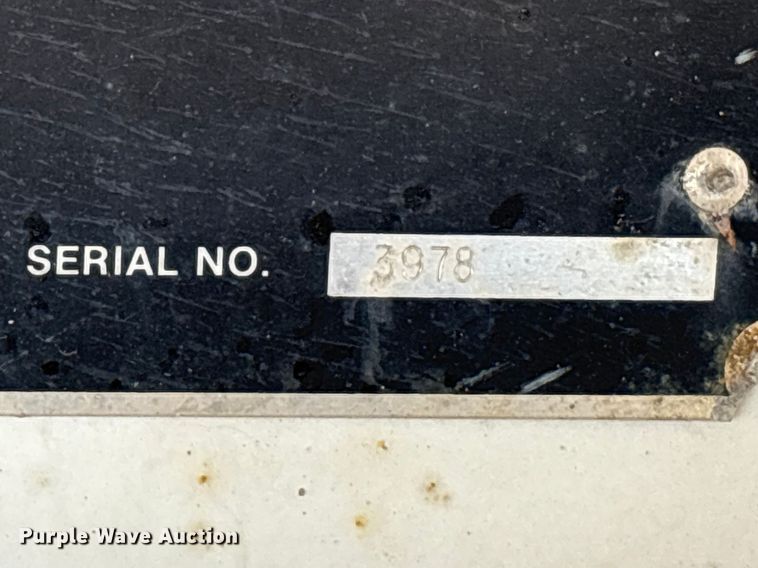 SERIAL NO. 3978
Purple Wave Auction